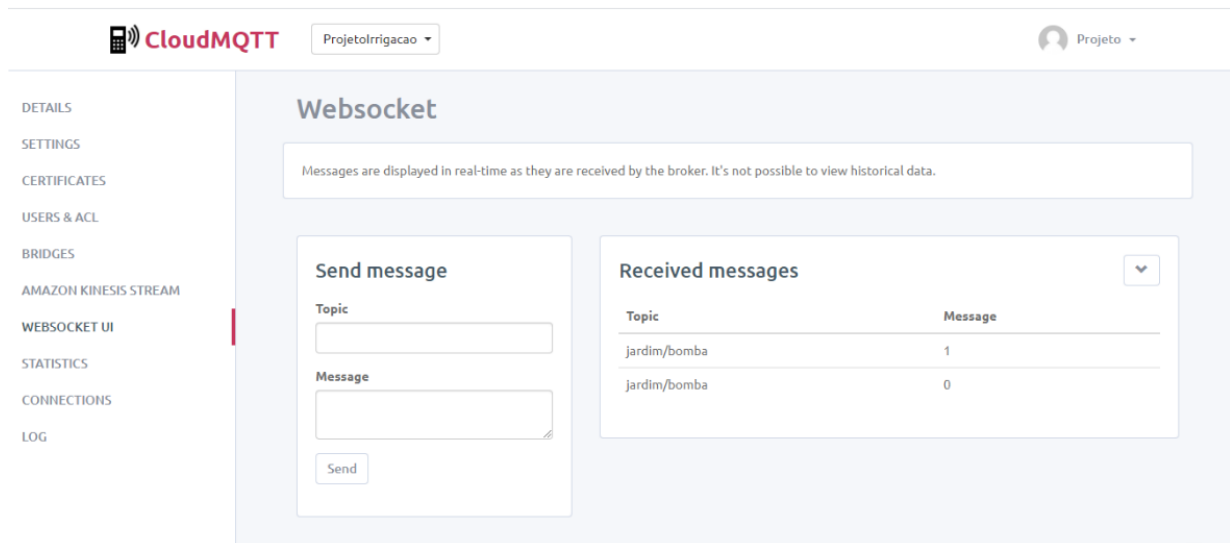 CloudMQTT
ProjetoIrrigacao
Projeto
DETAILS
SETTINGS
CERTIFICATES
USERS & ACL
BRIDGES
AMAZON KINESIS STREAM
WEBSOCKET UI
STATISTICS
CONNECTIONS
LOG
Websocket
Messages are displayed in real-time as they are received by the broker. It's not possible to view historical data.
Send message
Topic
Message
Send
Received messages
Topic Message
jardim/bomba 1
jardim/bomba 0